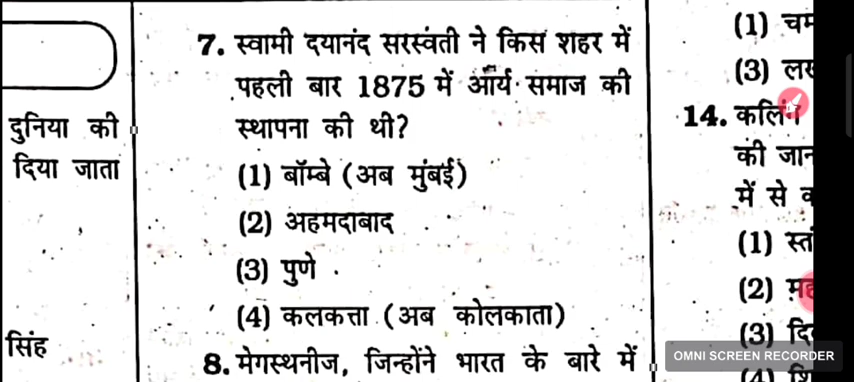 दुनिया की
दिया जाता
सिंह
7. स्वामी दयानंद सरस्वती ने किस शहर में
पहली बार 1875 में आर्य समाज की
स्थापना की थी?
(1) बॉम्बे (अब मुंबई)
(2) अहमदाबाद
(3) पुणे
(4) कलकत्ता (अब कोलकाता)
8. मेगस्थनीज, जिन्होंने भारत के बारे में
(1)
(3)
14.
की
में से
(1)
(2)
(3)
(4)
OMNI SCREEN RECORDER